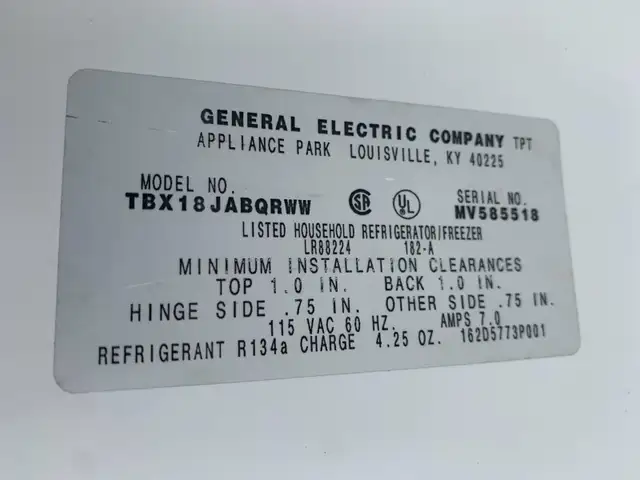 GENERAL ELECTRIC COMPANY TPT
APPLIANCE PARK LOUISVILLE, KY 40225
MODEL NO.
TBX18JABQRWW
SA
UL
SERIAL NO.
MV585518
LISTED HOUSEHOLD REFRIGERATOR/FREEZER
LR88224 182-A
MINIMUM INSTALLATION CLEARANCES
TOP 1.0 IN. BACK 1.0 IN.
HINGE SIDE .75 IN. OTHER SIDE .75 IN.
115 VAC 60 HZ. AMPS 7.0
REFRIGERANT R134a CHARGE 4.25 OZ. 162D5773P001